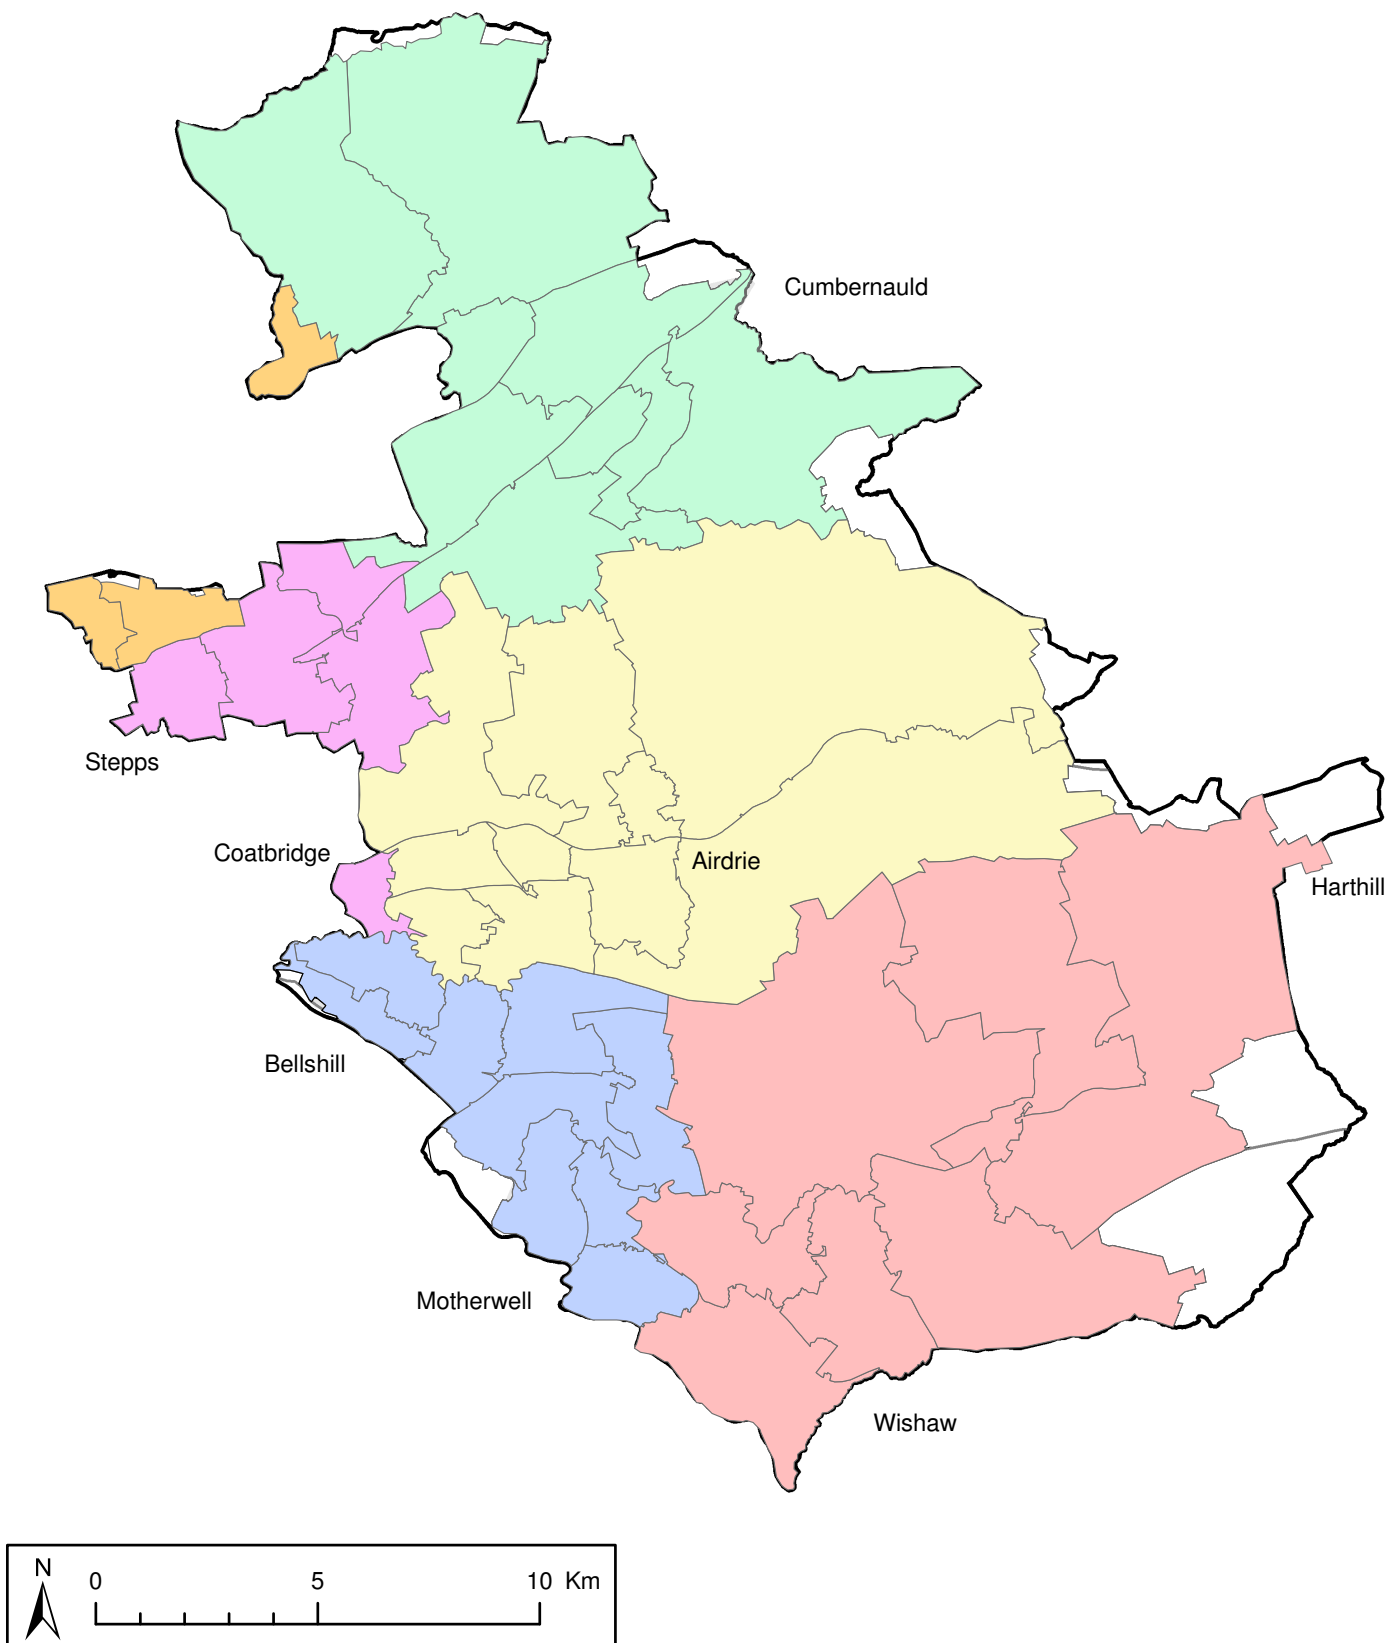 Cumbernauld
Stepps
Coatbridge
Airdrie
Harthill
Bellshill
Motherwell
Wishaw
N
0 5 10 Km